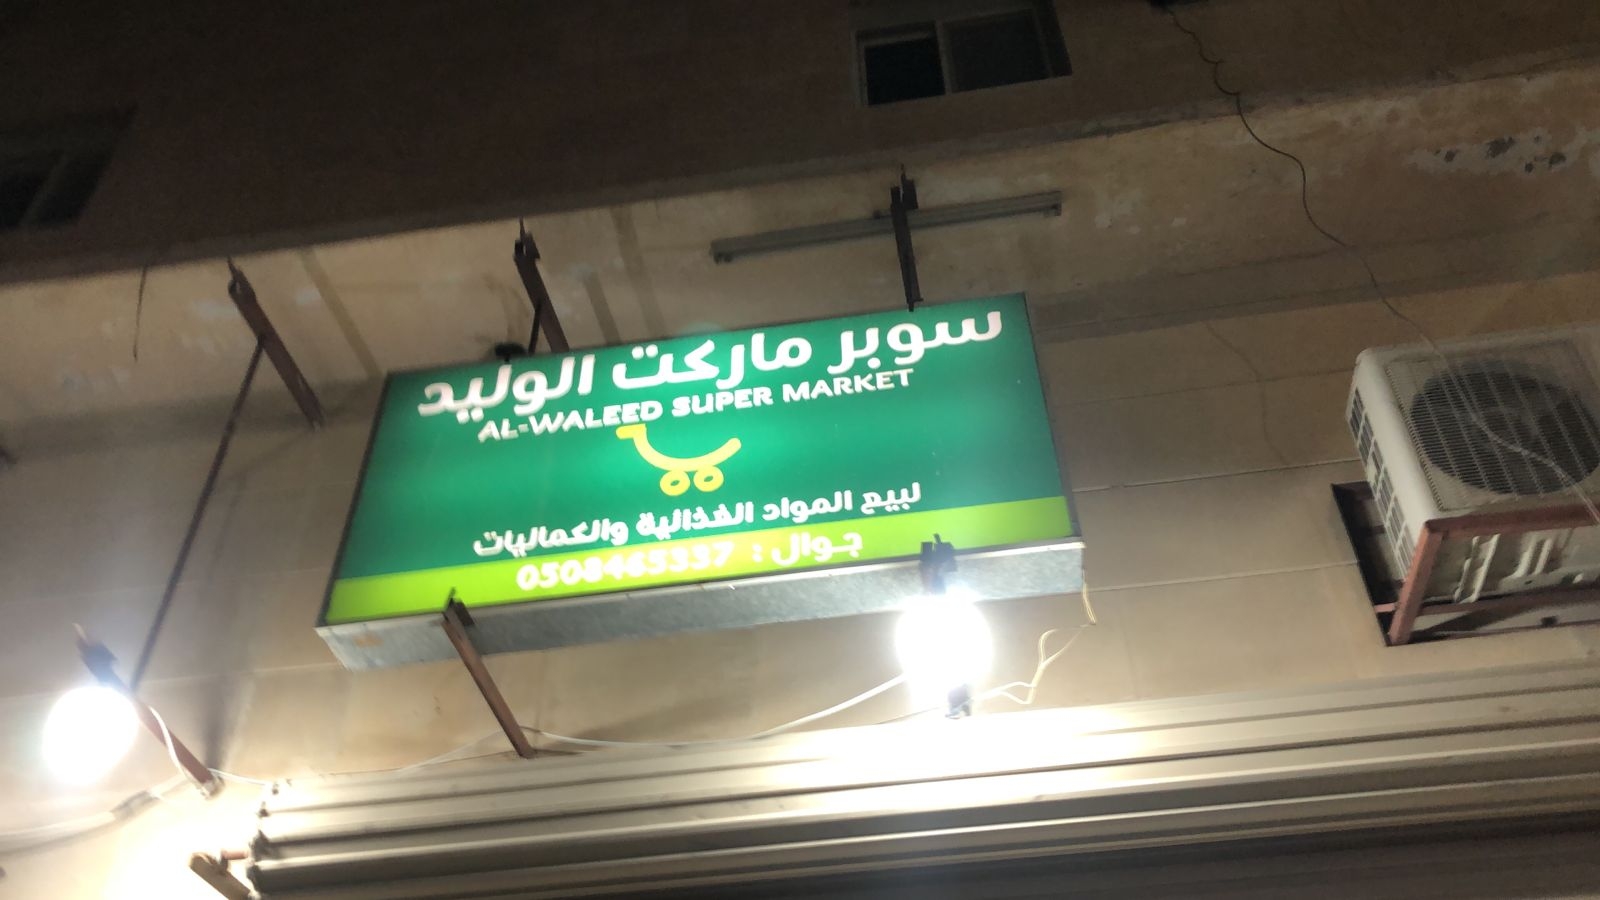 سوبر ماركت الوليد
AL-WALEED SUPER MARKET
لبيع المواد الغذائية والكماليات
جوال : 0508465337